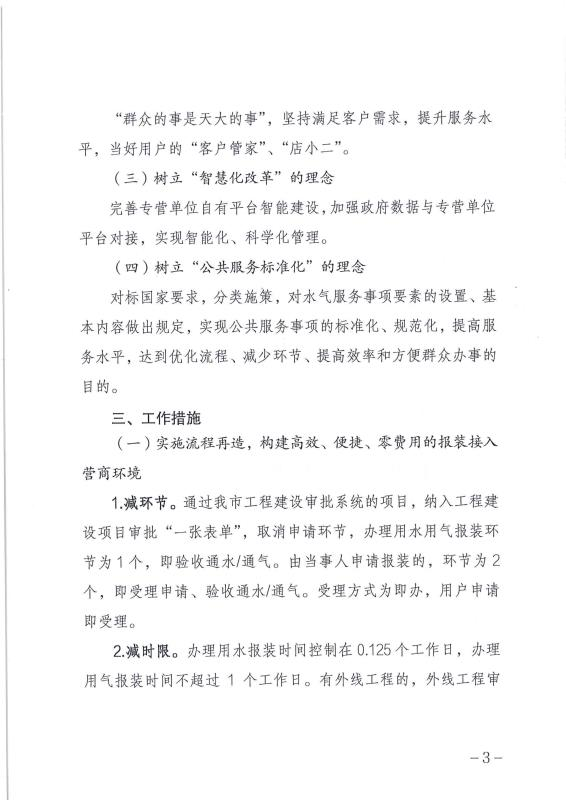 “群众的事是天大的事”，坚持满足客户需求，提升服务水
平，当好用户的“客户管家”、“店小二”。
（三）树立“智慧化改革”的理念
完善专营单位自有平台智能建设,加强政府数据与专营单位
平台对接，实现智能化、科学化管理。
（四）树立“公共服务标准化”的理念
对标国家要求，分类施策，对水气服务事项要素的设置、基
本内容做出规定，实现公共服务事项的标准化、规范化，提高服
务水平，达到优化流程、减少环节、提高效率和方便群众办事的
目的。
三、工作措施
（一）实施流程再造，构建高效、便捷、零费用的报装接入
营商环境
1.减环节。通过我市工程建设审批系统的项目，纳入工程建
设项目审批“一张表单”，取消申请环节，办理用水用气报装环
节为1个，即验收通水/通气。由当事人申请报装的，环节为2
个，即受理申请、验收通水/通气。受理方式为即办，用户申请
即受理。
2.减时限。办理用水报装时间控制在0.125个工作日，办理
用气报装时间不超过 1 个工作日。有外线工程的，外线工程审
-3-